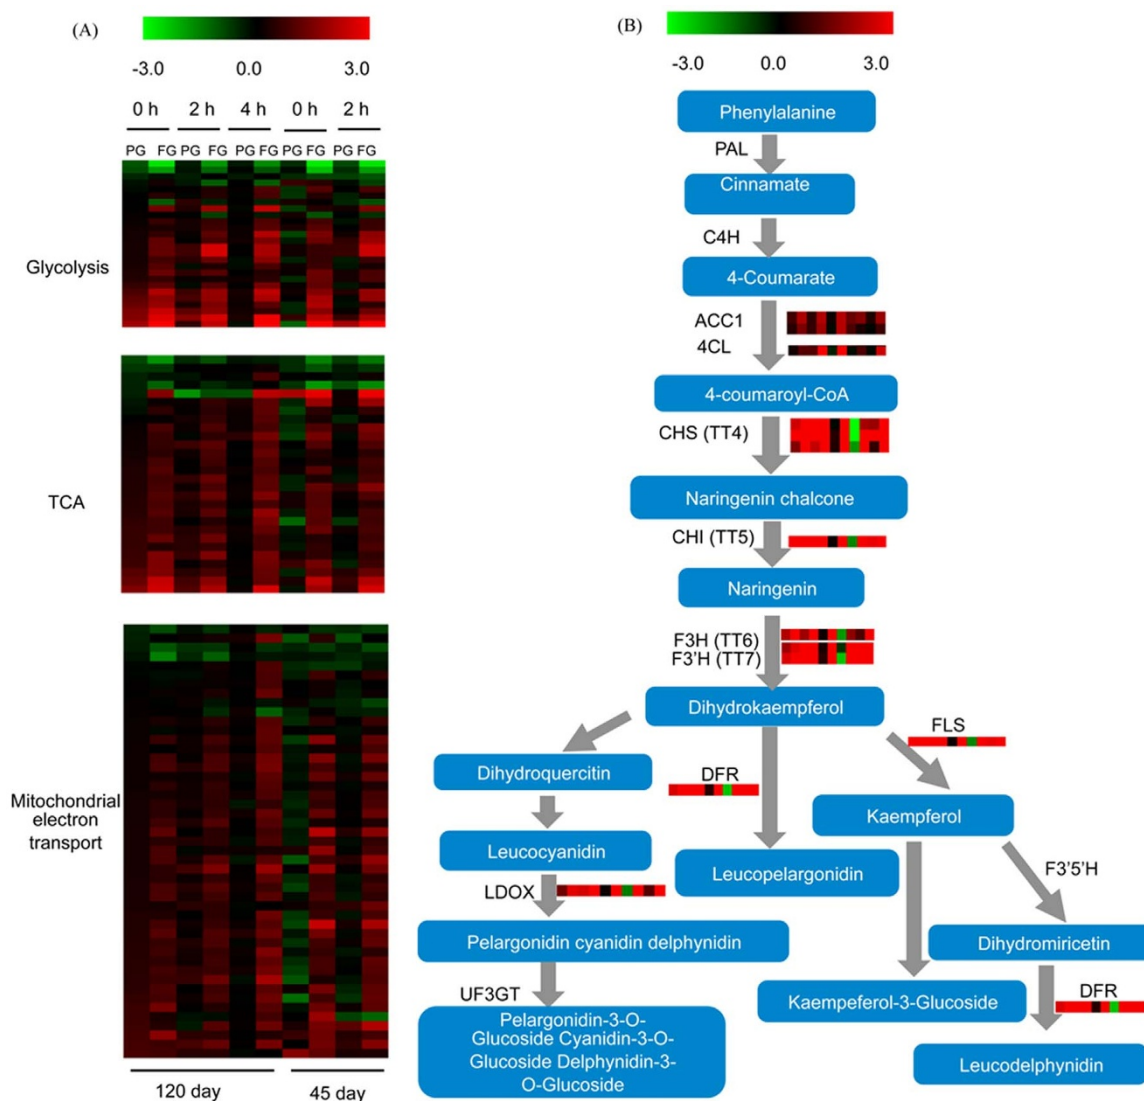 (A)
-3.0 0.0 3.0
0 h 2 h 4 h 0 h 2 h
PG FG PG FG PG FG PG FG PG FG
Glycolysis
TCA
Mitochondrial
electron
transport
120 day 45 day
(B)
-3.0 0.0 3.0
Phenylalanine
PAL
Cinnamate
C4H
4-Coumarate
ACC1
4CL
4-coumaroyl-CoA
CHS (TT4)
Naringenin chalcone
CHI (TT5)
Naringenin
F3H (TT6)
F3'H (TT7)
Dihydrokaempferol
FLS
Dihydroquercitin
DFR
Kaempferol
Leucocyanidin
Leucopelargonidin
F3'5'H
LDOX
Pelargonidin cyanidin delphynidin
Dihydromiricetin
UF3GT
Kaempeferol-3-Glucoside
DFR
Pelargonidin-3-O-
Glucoside Cyanidin-3-O-
Glucoside Delphynidin-3-
O-Glucoside
Leucodelphynidin